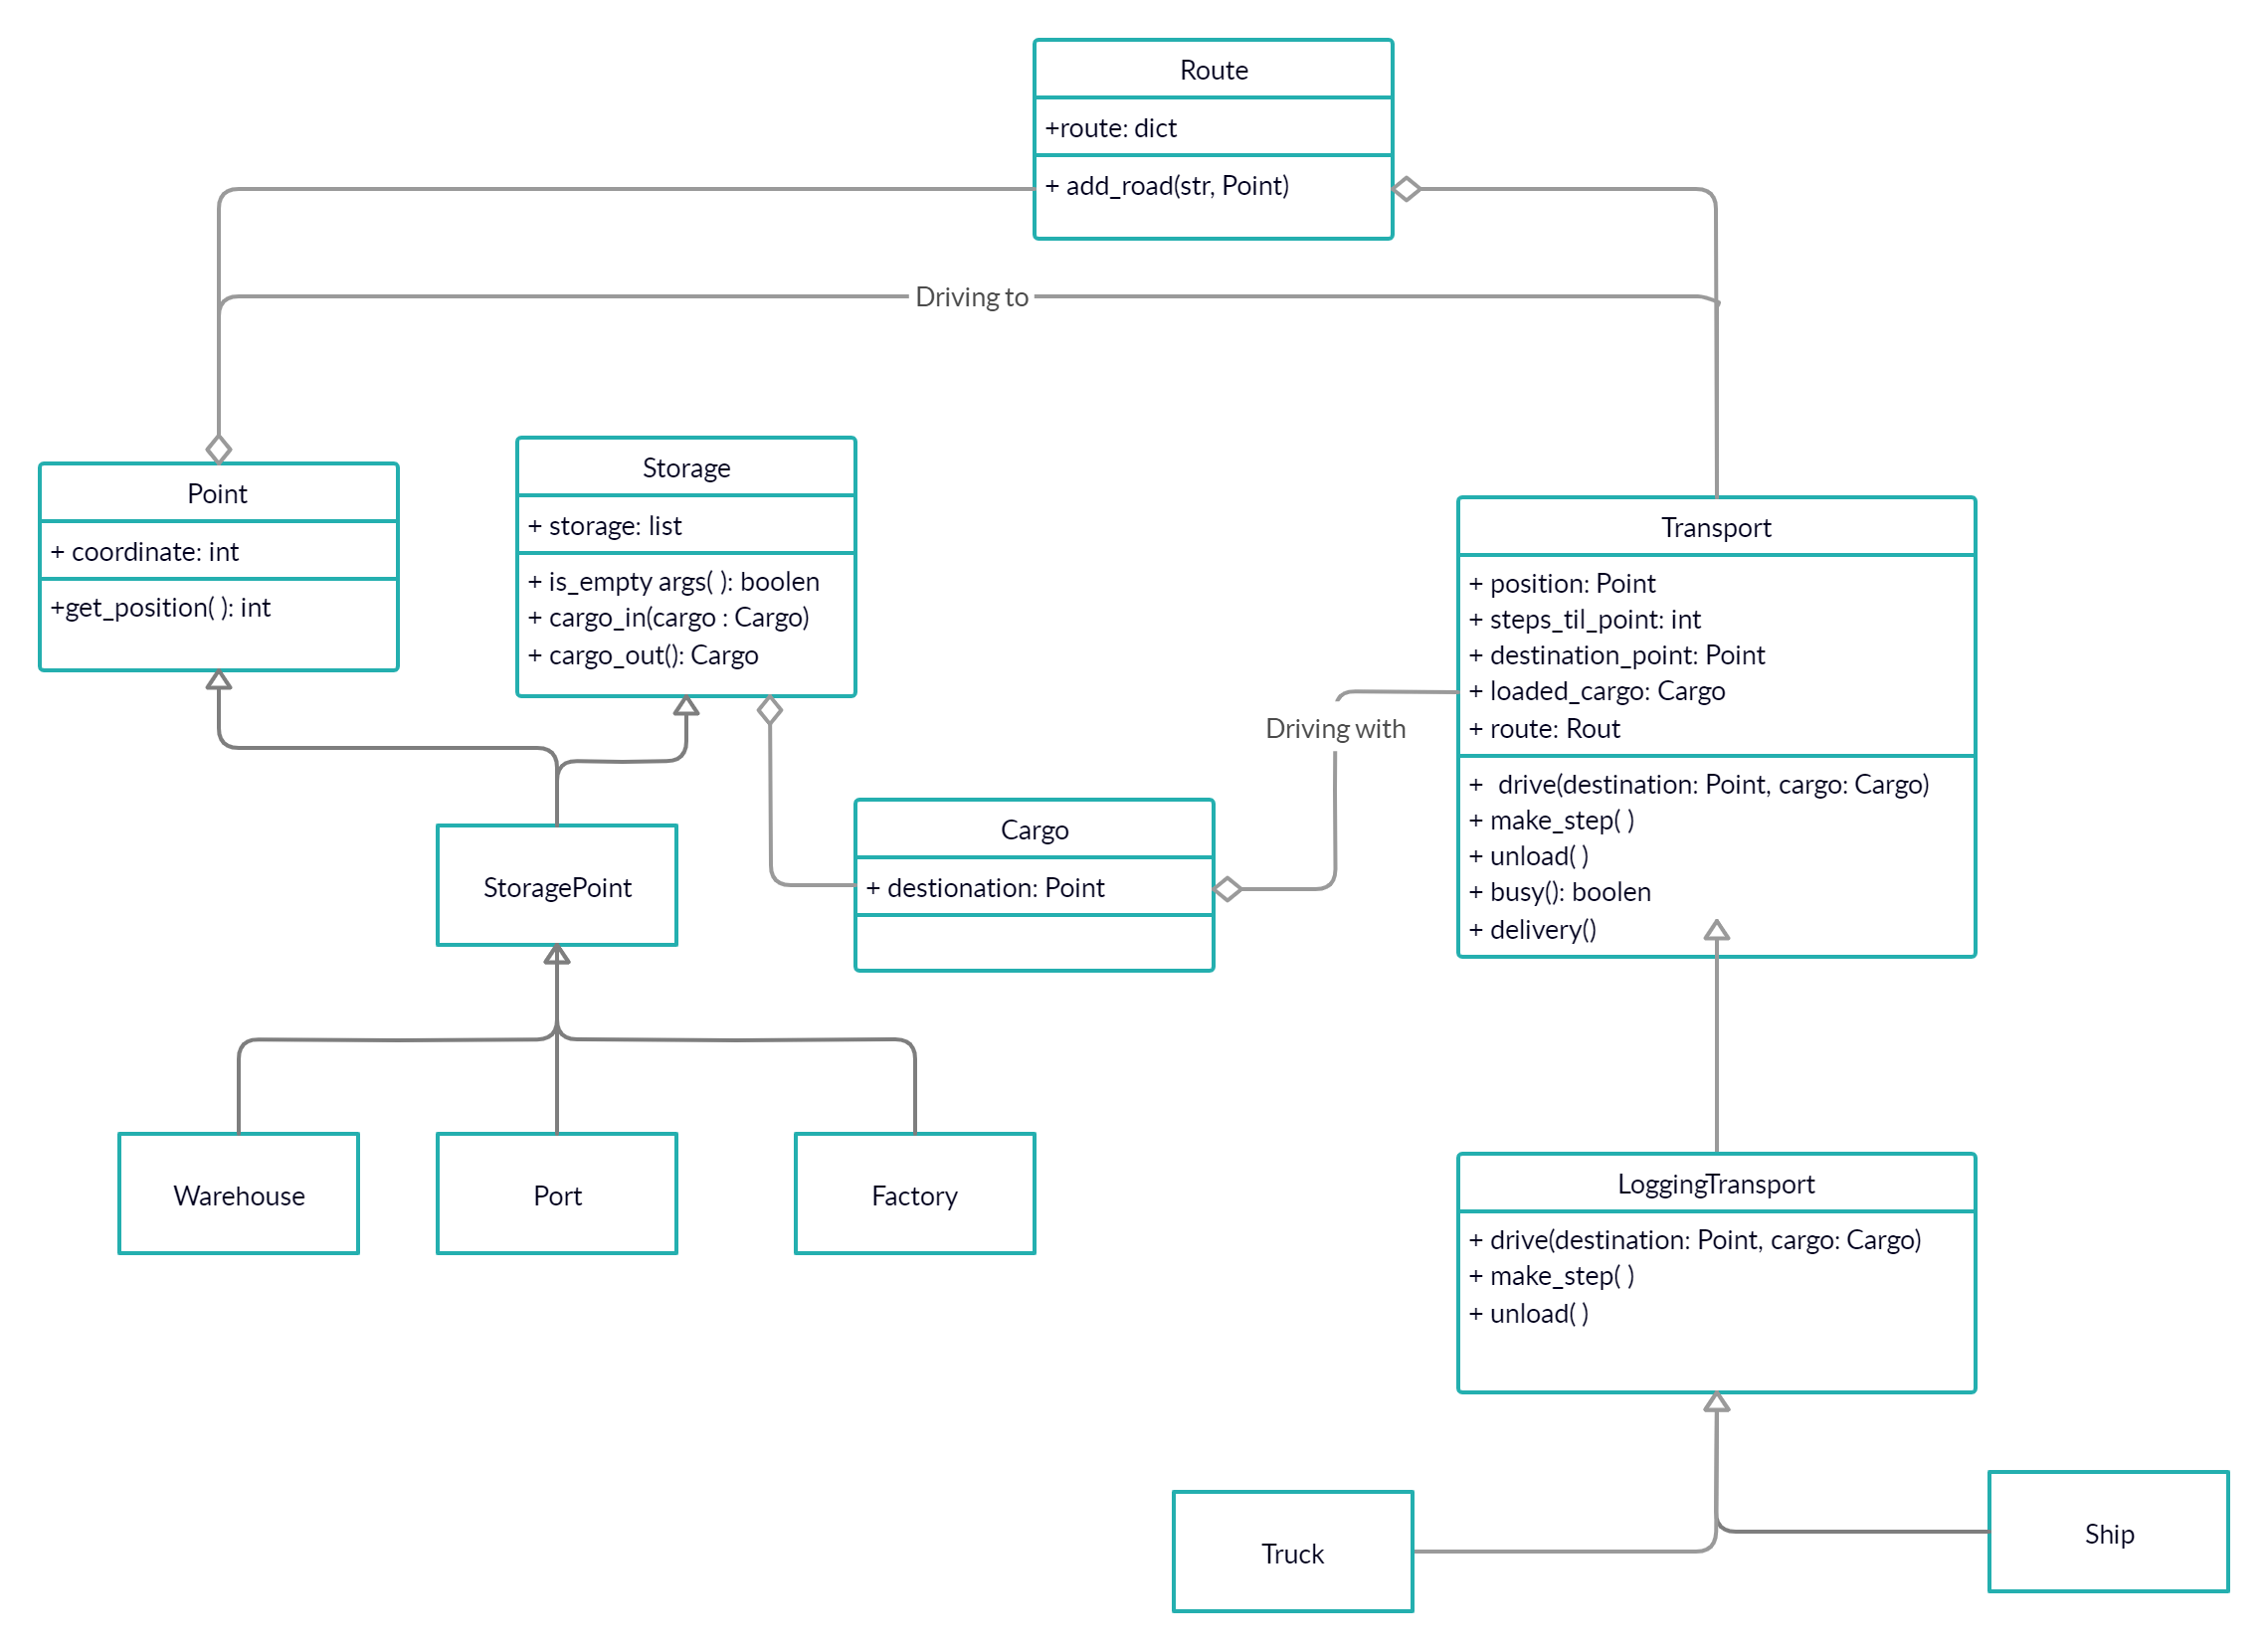 Route
+route: dict
+ add_road(str, Point)
Driving to
Point
+ coordinate: int
+get_position( ): int
Storage
+ storage: list
+ is_empty args( ): boolen
+ cargo_in(cargo : Cargo)
+ cargo_out(): Cargo
Transport
+ position: Point
+ steps_til_point: int
+ destination_point: Point
+ loaded_cargo: Cargo
+ route: Rout
+  drive(destination: Point, cargo: Cargo)
+ make_step( )
+ unload( )
+ busy(): boolen
+ delivery()
Driving with
Cargo
+ destionation: Point
StoragePoint
Warehouse
Port
Factory
LoggingTransport
+ drive(destination: Point, cargo: Cargo)
+ make_step( )
+ unload( )
Truck
Ship